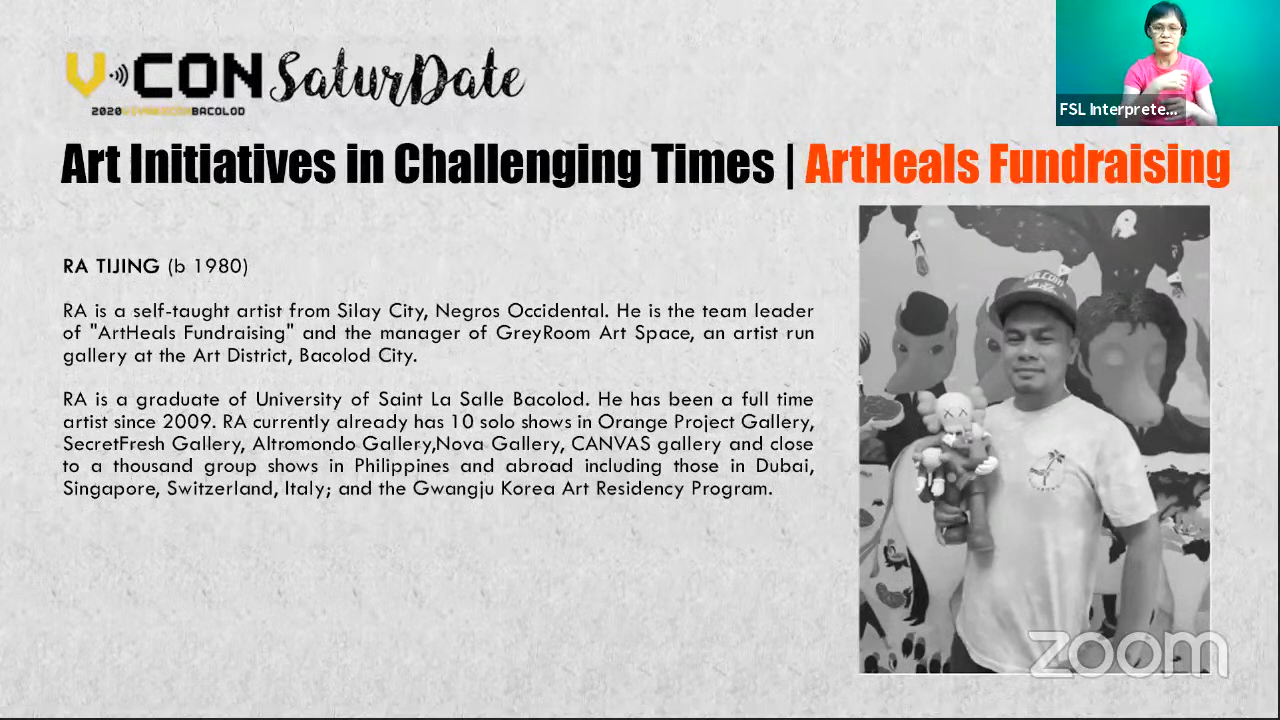 V CON SaturDate
2020VIVAEXCONBACOLOD
FSL Interprete...
Art Initiatives in Challenging Times | ArtHeals Fundraising
RA TIJING (b 1980)
RA is a self-taught artist from Silay City, Negros Occidental. He is the team leader
of "ArtHeals Fundraising" and the manager of GreyRoom Art Space, an artist run
gallery at the Art District, Bacolod City.
RA is a graduate of University of Saint La Salle Bacolod. He has been a full time
artist since 2009. RA currently already has 10 solo shows in Orange Project Gallery,
SecretFresh Gallery, Altromondo Gallery,Nova Gallery, CANVAS gallery and close
to a thousand group shows in Philippines and abroad including those in Dubai,
Singapore, Switzerland, Italy; and the Gwangju Korea Art Residency Program.
zoom